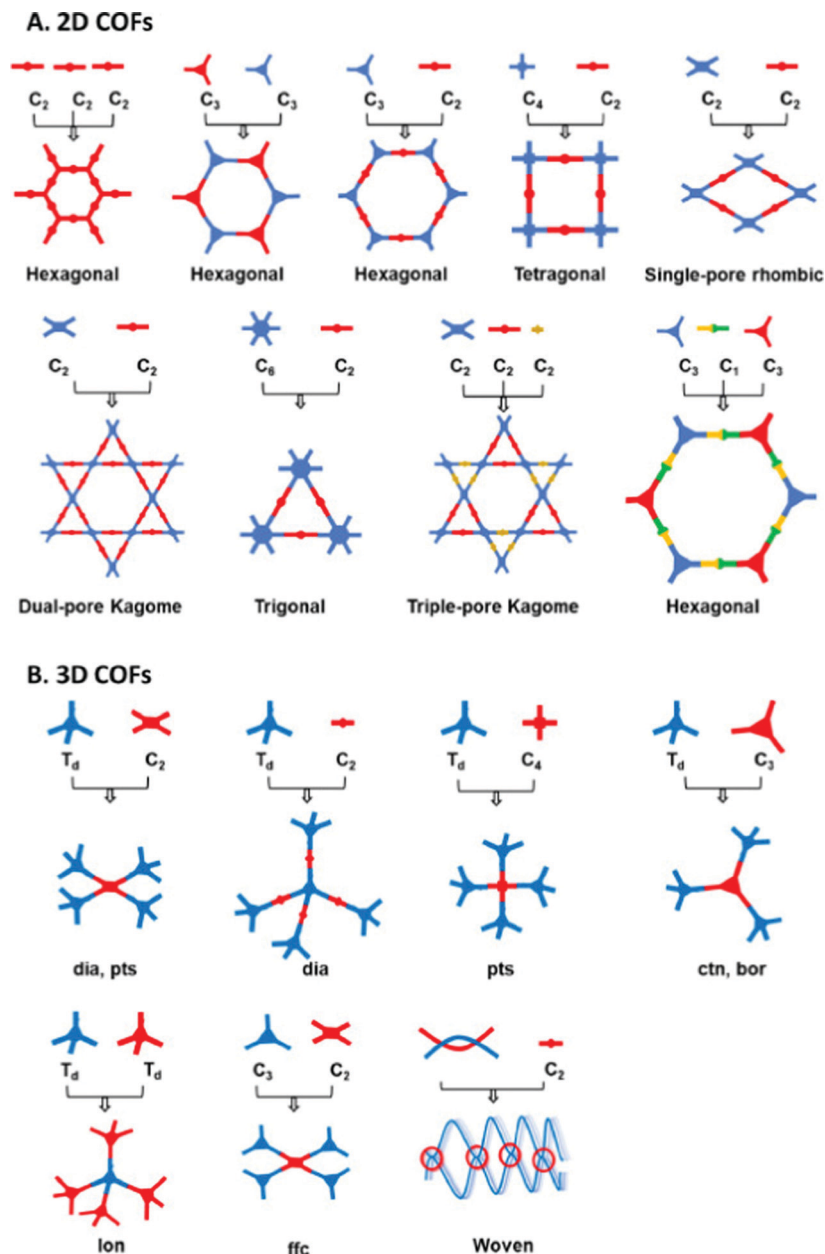 A. 2D COFs
C2 C2 C2 C3 C3 C3 C2 C4 C2 C2 C2
Hexagonal Hexagonal Hexagonal Tetragonal Single-pore rhombic
C2 C2 C6 C2 C2 C2 C2 C3 C1 C3
Dual-pore Kagome Trigonal Triple-pore Kagome Hexagonal
B. 3D COFs
Td C2 Td C2 Td C4 Td C3
dia, pts dia pts ctn, bor
Td Td C3 C2 C2
lon ffc Woven